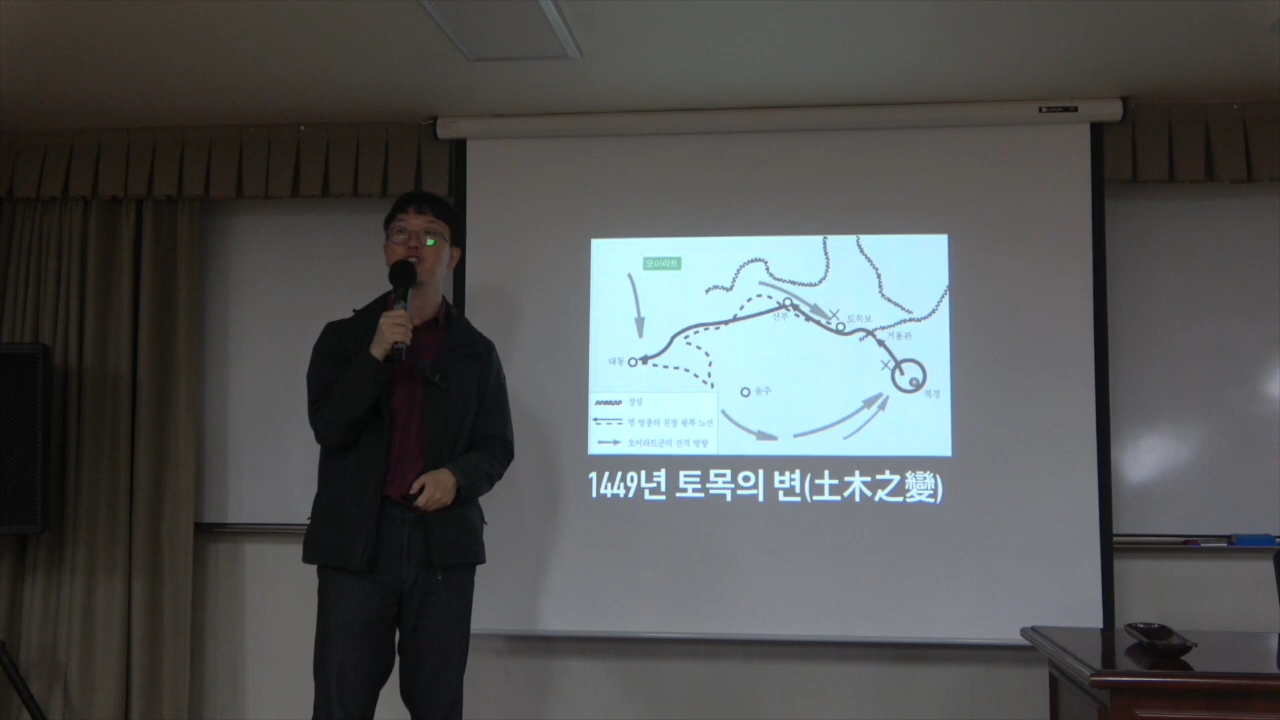 오이라트
선부
토목보
거용관
대동
울주
북경
장성
명 영종의 친정 왕복 노선
오이라트군의 진격 방향
1449년 토목의 변(土木之變)